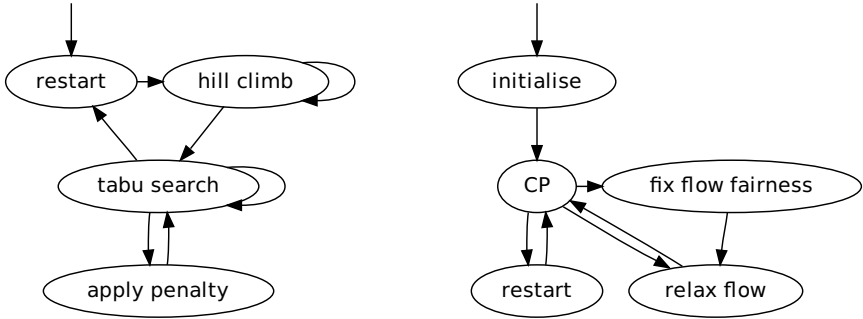 restart
hill climb
tabu search
apply penalty
initialise
CP
fix flow fairness
restart
relax flow